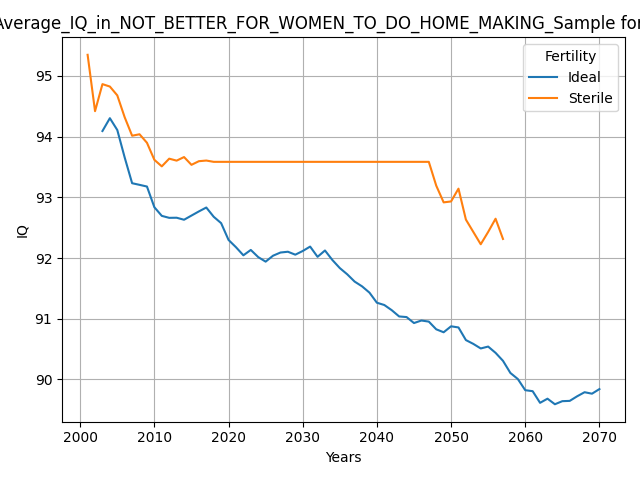 Average_IQ_in_NOT_BETTER_FOR_WOMEN_TO_DO_HOME_MAKING_Sample for
Fertility
Ideal
Sterile
95
94
93
92
91
90
IQ
2000 2010 2020 2030 2040 2050 2060 2070
Years